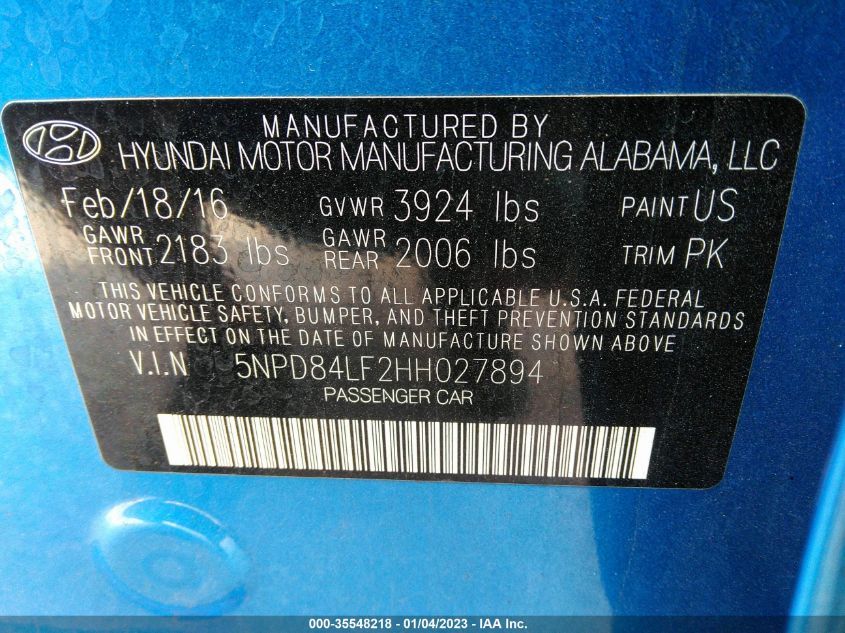 MANUFACTURED BY
HYUNDAI MOTOR MANUFACTURING ALABAMA, LLC
Feb/18/16 GVWR 3924 lbs PAINT US
GAWR FRONT 2183 lbs GAWR REAR 2006 lbs TRIM PK
THIS VEHICLE CONFORMS TO ALL APPLICABLE U.S.A. FEDERAL
MOTOR VEHICLE SAFETY, BUMPER, AND THEFT PREVENTION STANDARDS
IN EFFECT ON THE DATE OF MANUFACTURE SHOWN ABOVE.
V.I.N 5NPD84LF2HH027894
PASSENGER CAR
000-35548218 - 01/04/2023 - IAA Inc.